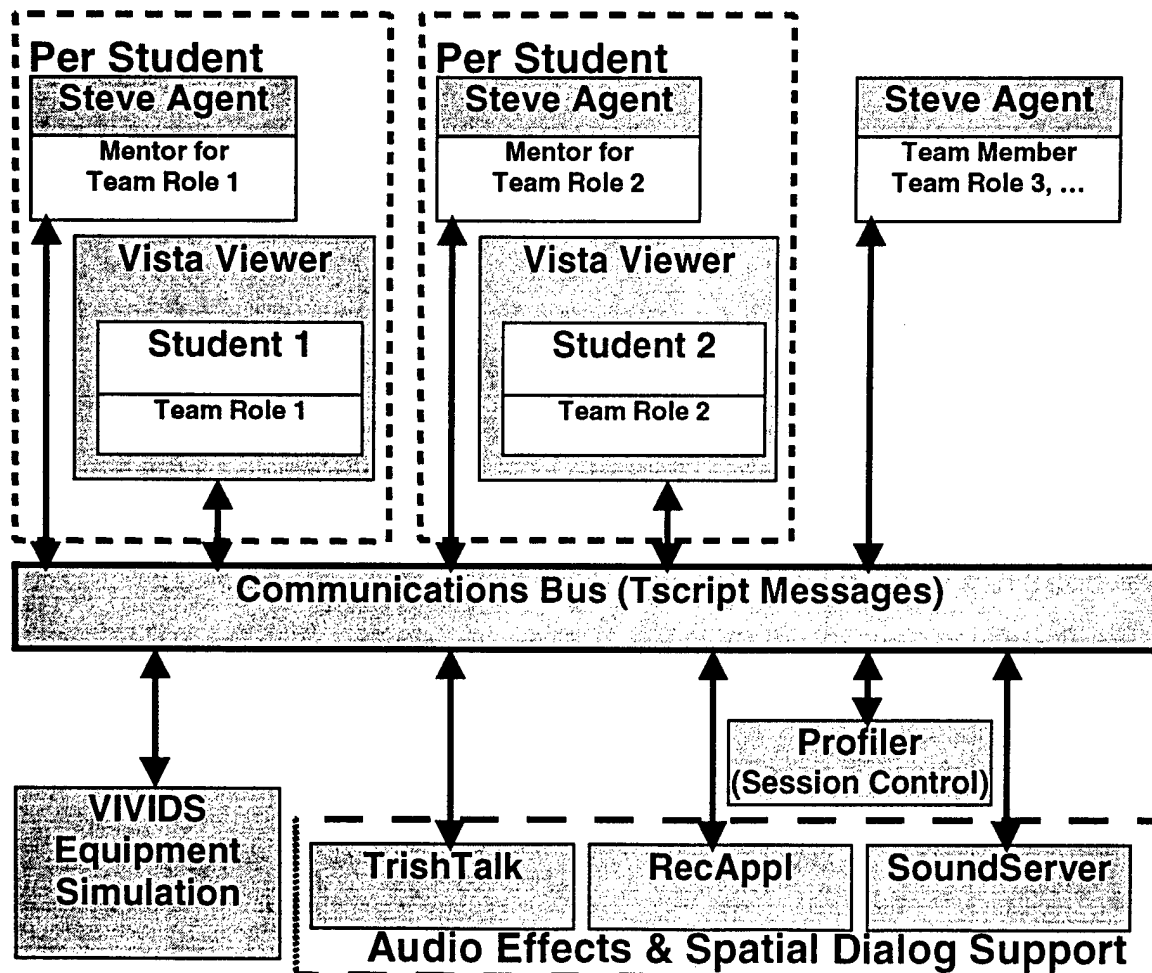 Per Student
Steve Agent
Mentor for
Team Role 1
Vista Viewer
Student 1
Team Role 1
Per Student
Steve Agent
Mentor for
Team Role 2
Vista Viewer
Student 2
Team Role 2
Steve Agent
Team Member
Team Role 3, ...
Communications Bus (Tscript Messages)
Profiler
(Session Control)
VIVIDS
Equipment
Simulation
TrishTalk
RecAppl
SoundServer
Audio Effects & Spatial Dialog Support